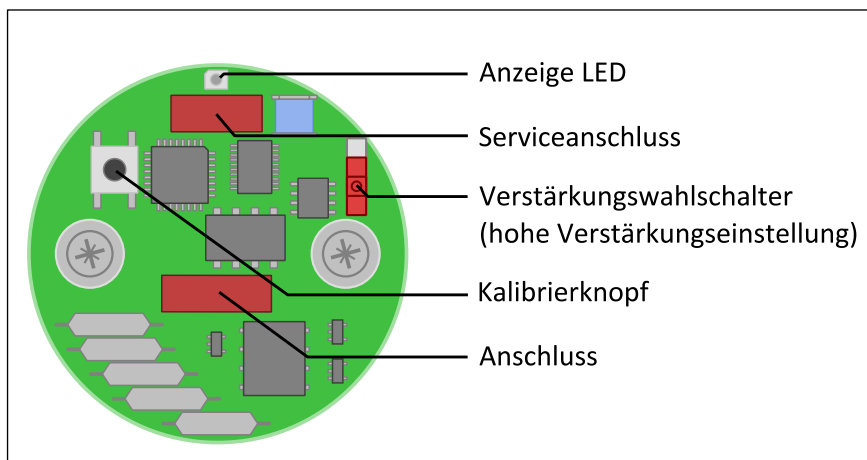 Anzeige LED
Serviceanschluss
Verstärkungswahlschalter
(hohe Verstärkungseinstellung)
Kalibrierknopf
Anschluss